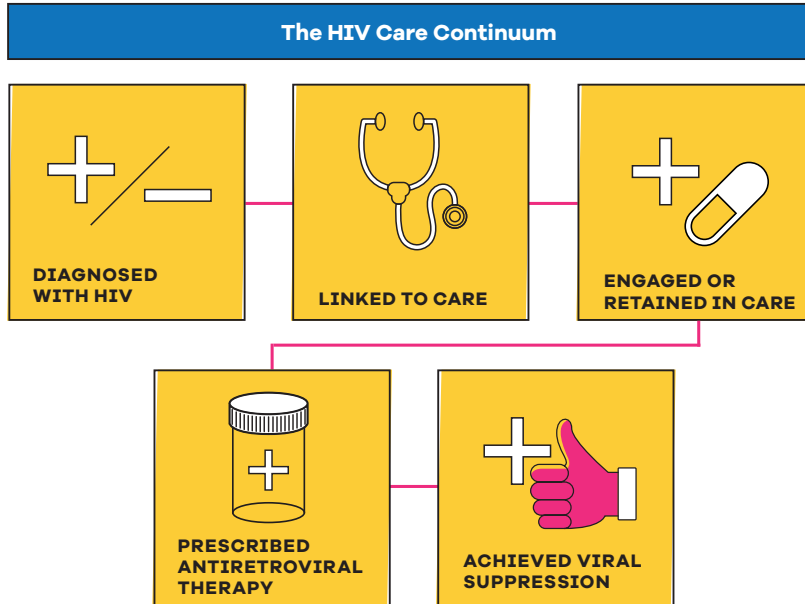 The HIV Care Continuum
DIAGNOSED
WITH HIV
LINKED TO CARE
ENGAGED OR
RETAINED IN CARE
PRESCRIBED
ANTIRETROVIRAL
THERAPY
ACHIEVED VIRAL
SUPPRESSION